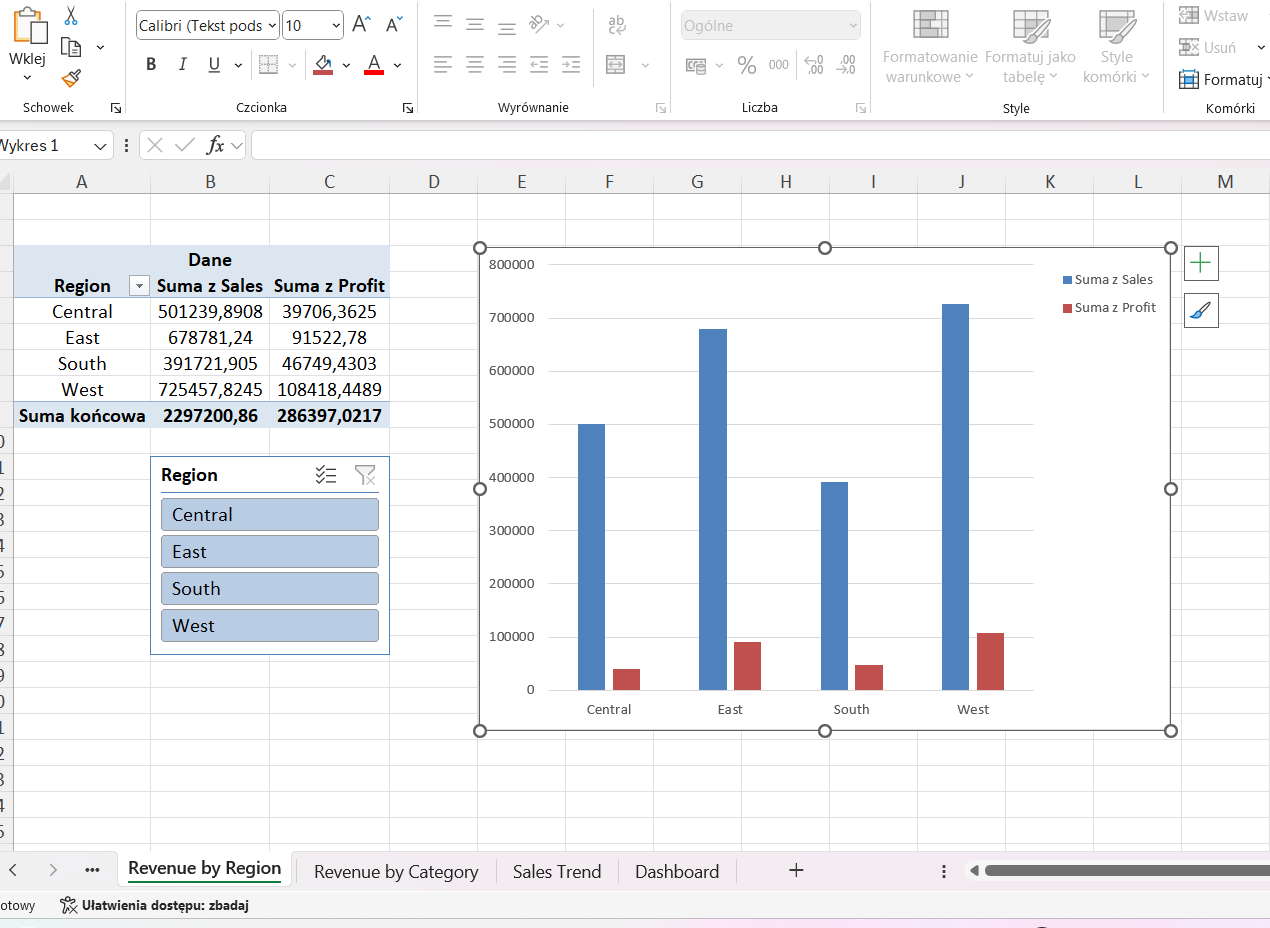 Calibri (Tekst pods
10
A^ A˅
ab
c
Ogólne
Formatowanie
warunkowe
Formatuj jako
tabelę
Style
komórki
Wstaw
Usuń
Formatuj
Wklej
B I U
A
% 000
,00
,00
Schowek
Czcionka
Wyrównanie
Liczba
Style
Komórki
Wykres 1
fx
A B C D E F G H I J K L M
Dane
Region Suma z Sales Suma z Profit
Central 501239,8908 39706,3625
East 678781,24 91522,78
South 391721,905 46749,4303
West 725457,8245 108418,4489
Suma końcowa 2297200,86 286397,0217
Region
Central
East
South
West
800000
700000
600000
500000
400000
300000
200000
100000
0
Central East South West
Suma z Sales
Suma z Profit
Revenue by Region Revenue by Category Sales Trend Dashboard
otowy
Ułatwienia dostępu: zbadaj